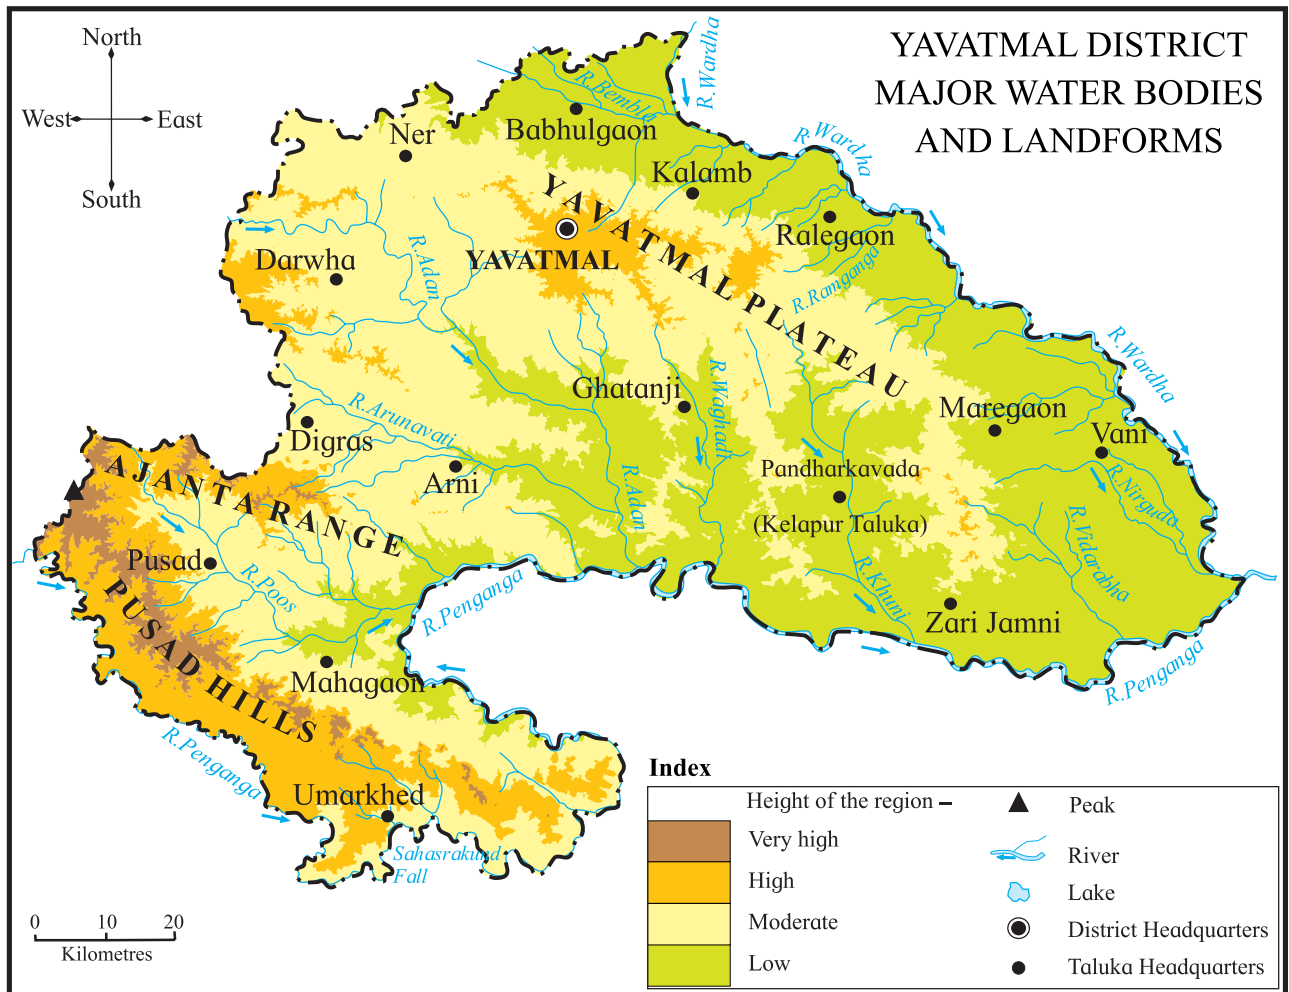 YAVATMAL DISTRICT
MAJOR WATER BODIES
AND LANDFORMS
North
West
East
South
R.Wardha
R.Bembla
Babhulgaon
Ner
R.Wardha
Kalamb
Ralegaon
YAVATMAL PLATEAU
YAVATMAL
Darwha
R.Adan
R.Ramganga
R.Wardha
Ghatanji
R.Waghadi
R.Arunavati
Digras
Maregaon
Vani
Arni
Pandharkavada
(Kelapur Taluka)
R.Nirguda
R.Vidarabha
R.Adan
AJANTA RANGE
Pusad
R.Poos
R.Penganga
R.Khuni
Zari Jamni
PUSAD HILLS
Mahagaon
R.Penganga
R.Penganga
Umarkhed
Sahasrakund
Fall
Index
Height of the region –
Very high
High
Moderate
Low
Peak
River
Lake
District Headquarters
Taluka Headquarters
0 10 20
Kilometres